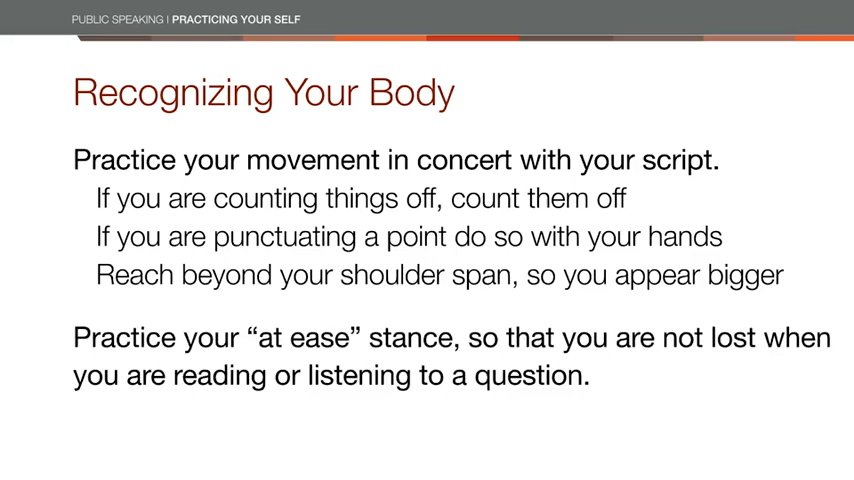 PUBLIC SPEAKING | PRACTICING YOUR SELF
Recognizing Your Body
Practice your movement in concert with your script.
If you are counting things off, count them off
If you are punctuating a point do so with your hands
Reach beyond your shoulder span, so you appear bigger
Practice your “at ease” stance, so that you are not lost when
you are reading or listening to a question.